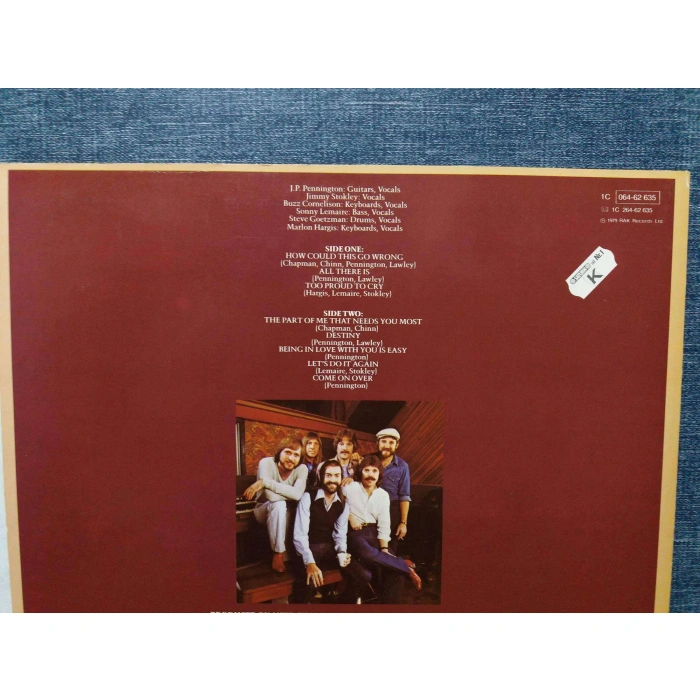 J.P. Pennington: Guitars, Vocals
Jimmy Stokley: Vocals
Buzz Cornelison: Keyboards, Vocals
Sonny Lemaire: Bass, Vocals
Steve Goetzman: Drums, Vocals
Marlon Hargis: Keyboards, Vocals
1C 064-62 635
1C 264-62 635
℗ 1979 RAK Records Ltd.
SIDE ONE:
HOW COULD THIS GO WRONG
(Chapman, Chinn, Pennington, Lawley)
ALL THERE IS
(Pennington, Lawley)
TOO PROUD TO CRY
(Hargis, Lemaire, Stokley)
K
SIDE TWO:
THE PART OF ME THAT NEEDS YOU MOST
(Chapman, Chinn)
DESTINY
(Pennington, Lawley)
BEING IN LOVE WITH YOU IS EASY
(Pennington)
LET'S DO IT AGAIN
(Lemaire, Stokley)
COME ON OVER
(Pennington)